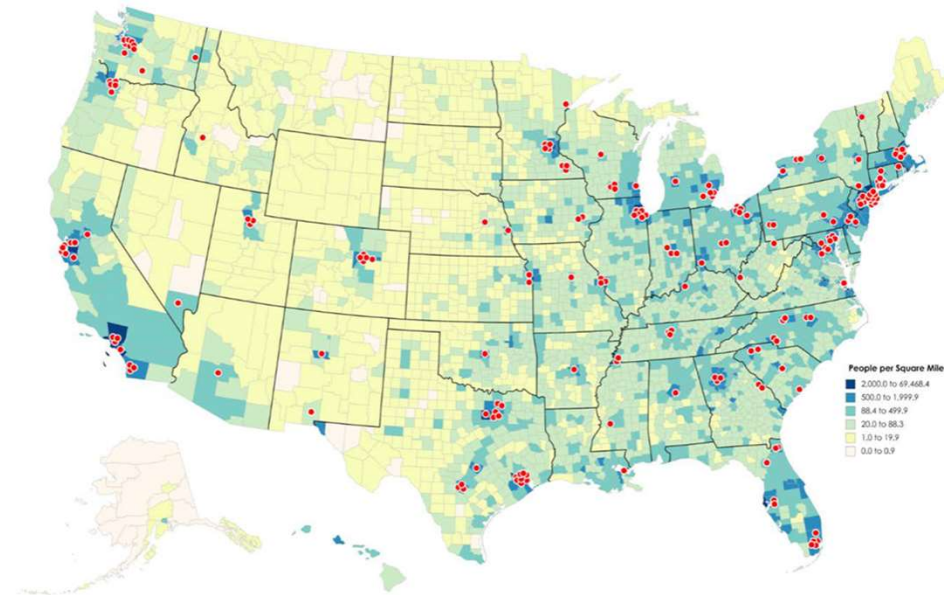 People per Square Mile
2,000.0 to 69,468.4
500.0 to 1,999.9
88.4 to 499.9
20.0 to 88.3
1.0 to 19.9
0.0 to 0.9